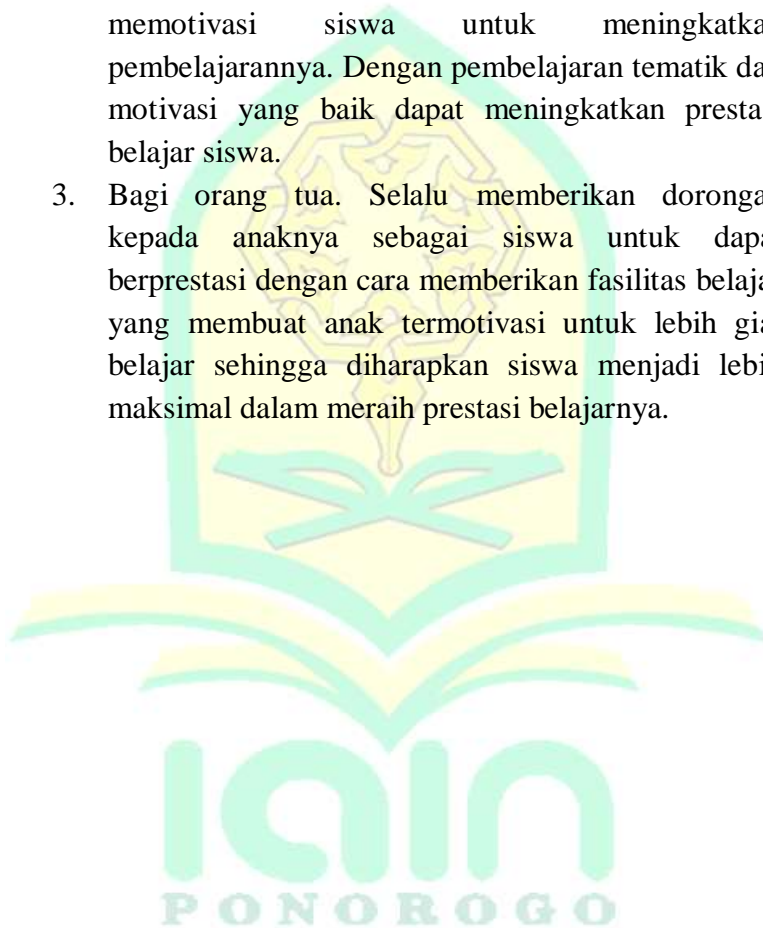 memotivasi siswa untuk meningkatka
pembelajarannya. Dengan pembelajaran tematik da
motivasi yang baik dapat meningkatkan presta
belajar siswa.
3. Bagi orang tua. Selalu memberikan doronga
kepada anaknya sebagai siswa untuk dapa
berprestasi dengan cara memberikan fasilitas belaja
yang membuat anak termotivasi untuk lebih gia
belajar sehingga diharapkan siswa menjadi lebi
maksimal dalam meraih prestasi belajarnya.
iain
PONOROGO